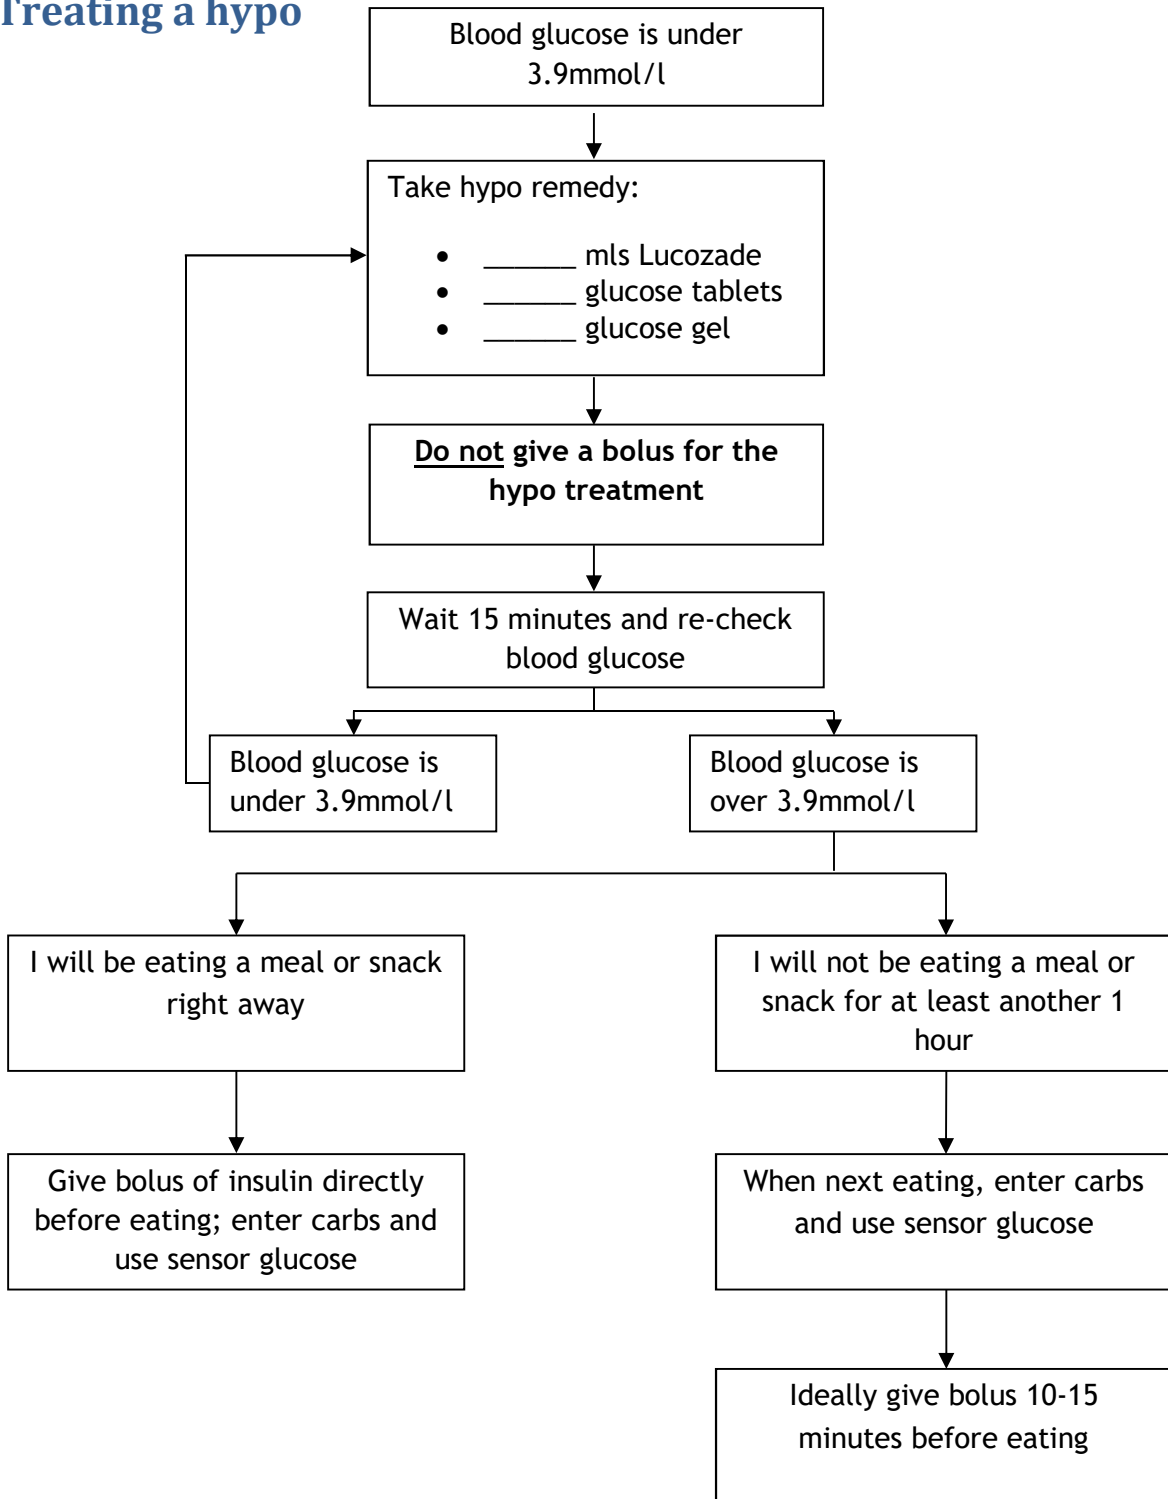 Treating a hypo
Blood glucose is under
3.9mmol/l
Take hypo remedy:
• ______ mls Lucozade
• ______ glucose tablets
• ______ glucose gel
Do not give a bolus for the
hypo treatment
Wait 15 minutes and re-check
blood glucose
Blood glucose is
under 3.9mmol/l
Blood glucose is
over 3.9mmol/l
I will be eating a meal or snack
right away
I will not be eating a meal or
snack for at least another 1
hour
Give bolus of insulin directly
before eating; enter carbs and
use sensor glucose
When next eating, enter carbs
and use sensor glucose
Ideally give bolus 10-15
minutes before eating